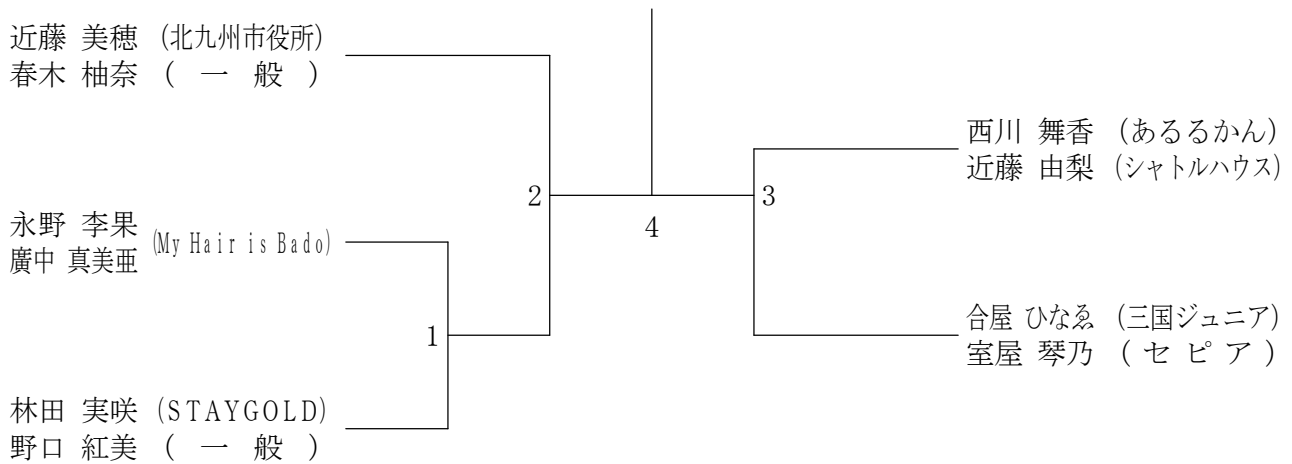 近藤 美穂 (北九州市役所)
春木 柚奈 ( 一 般 )
永野 李果
廣中 真美亜
(My Hair is Bado)
林田 実咲 (STAYGOLD)
野口 紅美 ( 一 般 )
1
2
4
3
西川 舞香 (あるるかん)
近藤 由梨 (シャトルハウス)
合屋 ひなゑ (三国ジュニア)
室屋 琴乃 ( セ ピ ア )